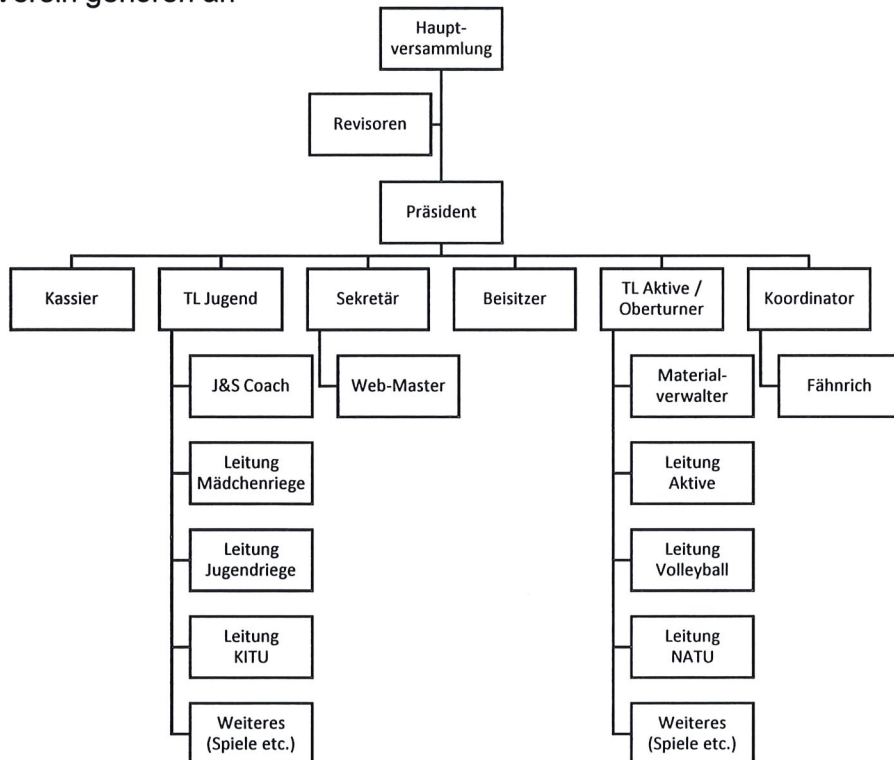 Verein gehören an
Haupt-
versammlung
Revisoren
Präsident
Kassier
TL Jugend
Sekretär
Beisitzer
TL Aktive /
Oberturner
Koordinator
J&S Coach
Web-Master
Material-
verwalter
Fähnrich
Leitung
Mädchenriege
Leitung
Aktive
Leitung
Jugendriege
Leitung
Volleyball
Leitung
KITU
Leitung
NATU
Weiteres
(Spiele etc.)
Weiteres
(Spiele etc.)